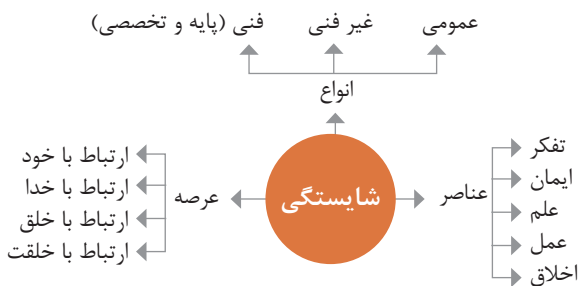 عمومی
غیر فنی
فنی (پایه و تخصصی)
انواع
شایستگی
عناصر
تفکر
ایمان
علم
عمل
اخلاق
عرصه
ارتباط با خود
ارتباط با خدا
ارتباط با خلق
ارتباط با خلقت